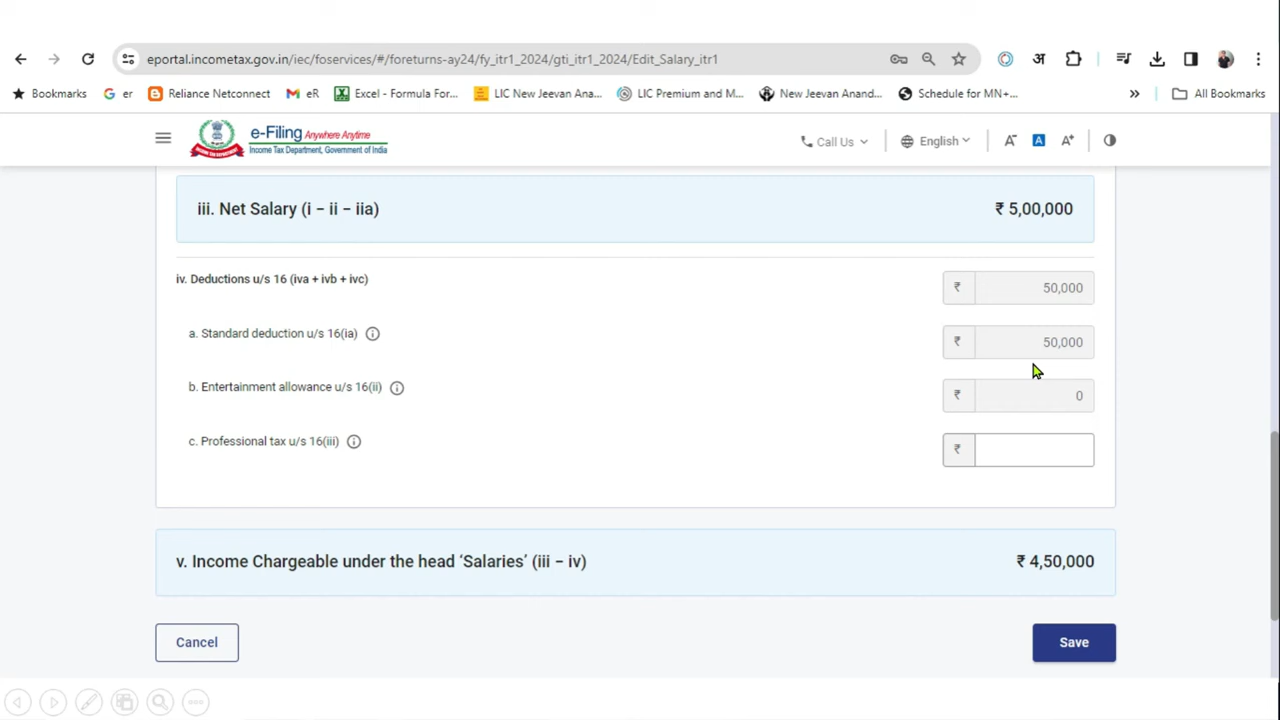 eportal.incometax.gov.in/iec/foservices/#/foreturns-ay24/fy_itr1_2024/gti_itr1_2024/Edit_Salary_itr1
अ
Bookmarks
G er
Reliance Netconnect
eR
Excel - Formula For...
LIC New Jeevan Ana...
LIC Premium and M...
New Jeevan Anand...
Schedule for MN+...
»
All Bookmarks
e-Filing Anywhere Anytime
Income Tax Department, Government of India
Call Us
English
A-
A
A+
iii. Net Salary (i − ii − iia) ₹ 5,00,000
iv. Deductions u/s 16 (iva + ivb + ivc) ₹ 50,000
a. Standard deduction u/s 16(ia) ₹ 50,000
b. Entertainment allowance u/s 16(ii) ₹ 0
c. Professional tax u/s 16(iii) ₹
v. Income Chargeable under the head ‘Salaries’ (iii − iv) ₹ 4,50,000
Cancel
Save